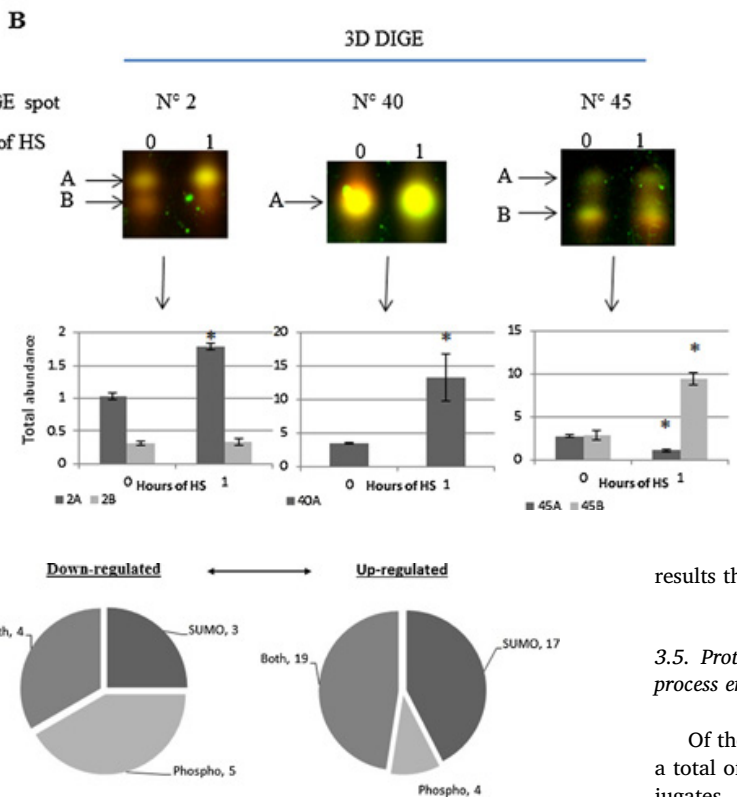 B
3D DIGE
GE spot N° 2 N° 40 N° 45
of HS 0 1 0 1 0 1
A
B
A
A
B
Total abundance
2
1.5
1
0.5
0
*
0 Hours of HS 1
2A 2B
20
15
10
5
0
*
0 Hours of HS 1
40A
15
10
5
0
*
*
0 Hours of HS 1
45A 45B
Down-regulated
th, 4
SUMO, 3
Phospho, 5
Up-regulated
Both, 19
SUMO, 17
Phospho, 4
results th
3.5. Prot
process e
Of the
a total o
jugates